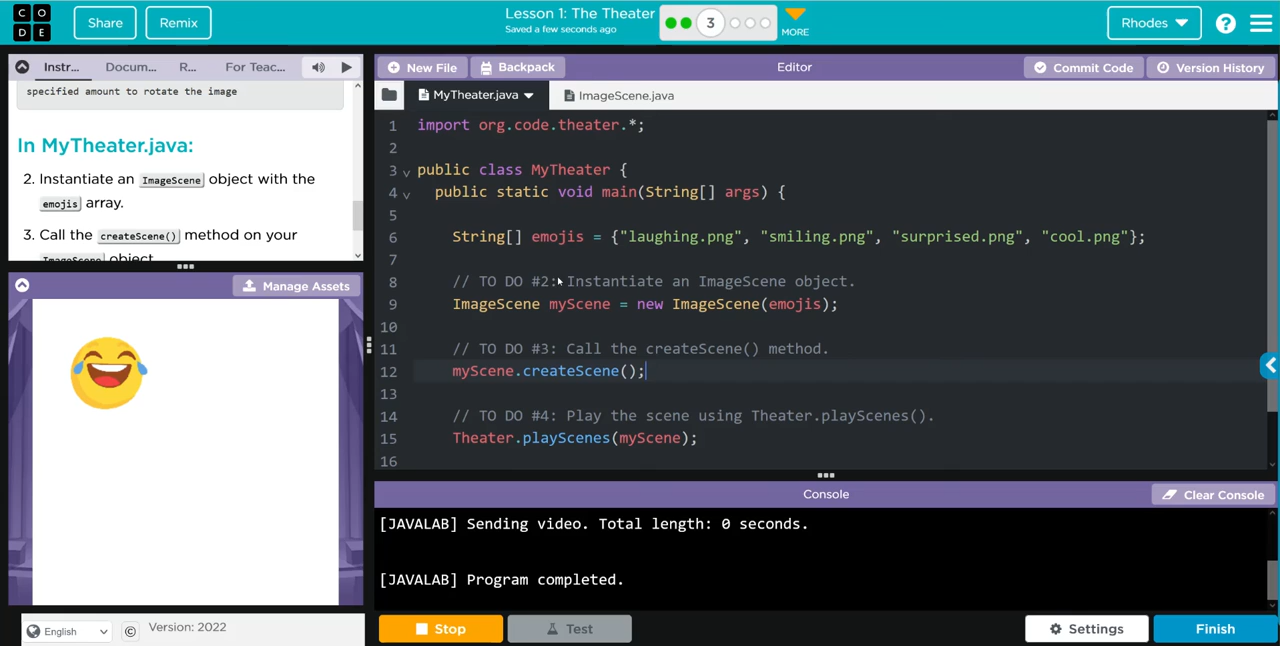 C O D E
Share
Remix
Lesson 1: The Theater
Saved a few seconds ago
3
MORE
Rhodes
?
Instr...
Docum...
R...
For Teac...
New File
Backpack
Editor
Commit Code
Version History
MyTheater.java
ImageScene.java
specified amount to rotate the image
In MyTheater.java:
2. Instantiate an ImageScene object with the
emojis array.
3. Call the createScene() method on your
ImageScene object
Manage Assets
1 import org.code.theater.*;
2
3 public class MyTheater {
4 public static void main(String[] args) {
5
6 String[] emojis = {"laughing.png", "smiling.png", "surprised.png", "cool.png"};
7
8 // TO DO #2: Instantiate an ImageScene object.
9 ImageScene myScene = new ImageScene(emojis);
10
11 // TO DO #3: Call the createScene() method.
12 myScene.createScene();
13
14 // TO DO #4: Play the scene using Theater.playScenes().
15 Theater.playScenes(myScene);
16
Console
Clear Console
[JAVALAB] Sending video. Total length: 0 seconds.
[JAVALAB] Program completed.
English
©
Version: 2022
Stop
Test
Settings
Finish